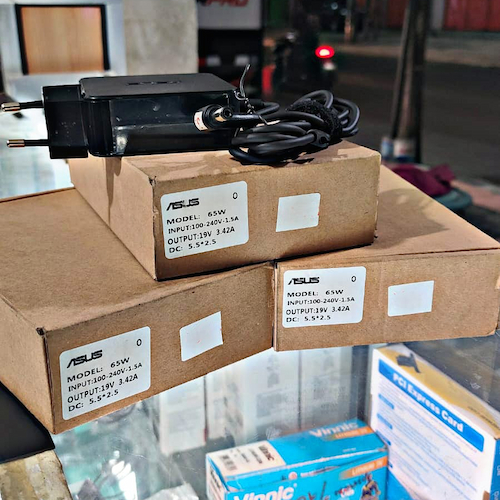 ASUS 0
MODEL: 65W
INPUT:100-240V-1.5A
OUTPUT:19V 3.42A
DC: 5.5*2.5
ASUS 0
MODEL: 65W
INPUT:100-240V-1.5A
OUTPUT:19V 3.42A
DC: 5.5*2.5
ASUS 0
MODEL: 65W
INPUT:100-240V-1.5A
OUTPUT:19V 3.42A
DC: 5.5*2.5
PCI Express Card
Vinnic
Vinnic